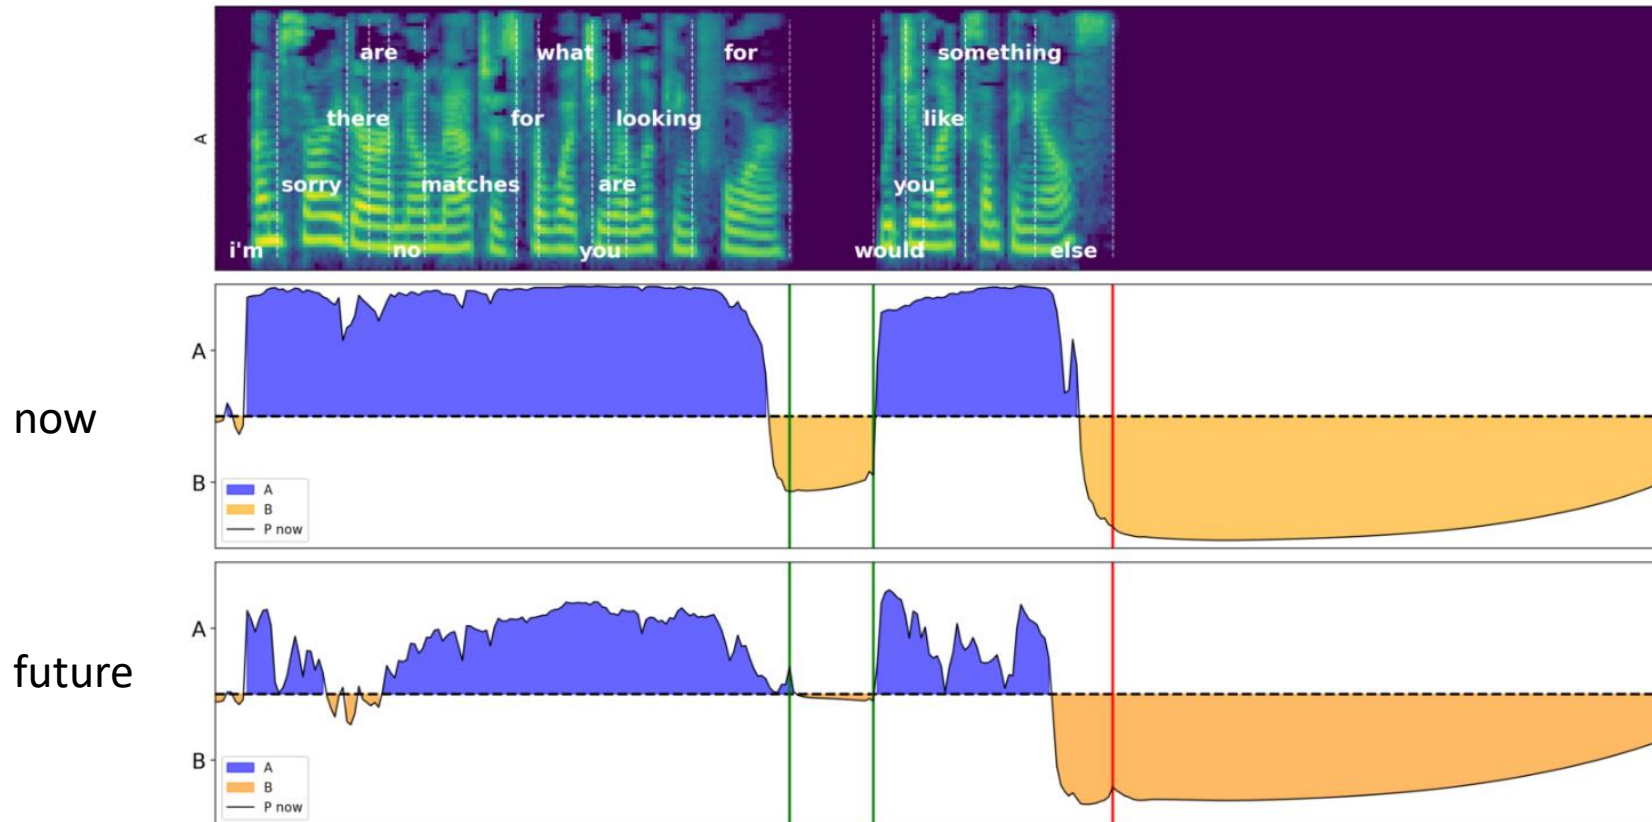 are what for something
there for looking like
sorry matches are you
i'm no you would else
A
now
A
B
A
B
P now
future
A
B
A
B
P now